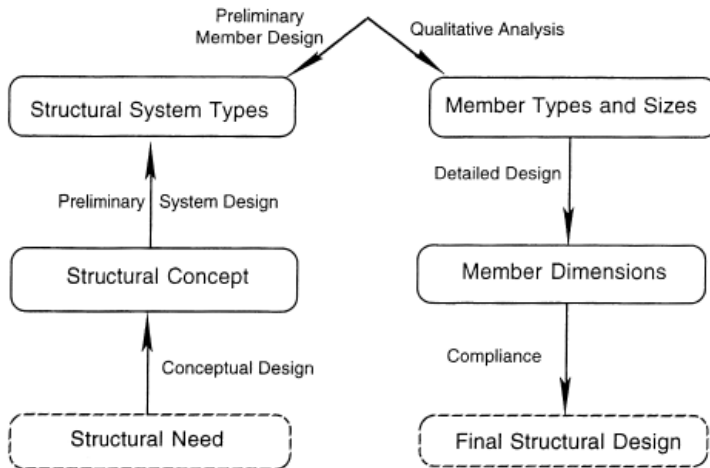 Preliminary
Member Design
Qualitative Analysis
Structural System Types
Member Types and Sizes
Preliminary System Design
Detailed Design
Structural Concept
Member Dimensions
Conceptual Design
Compliance
Structural Need
Final Structural Design